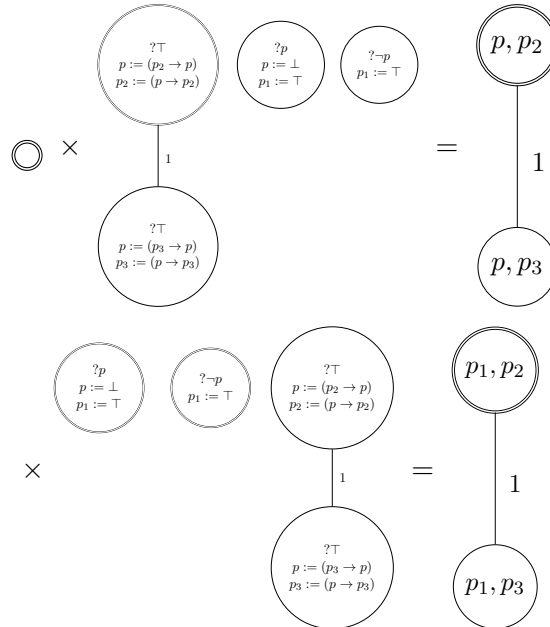 ?⊤
p := (p₂ → p)
p₂ := (p → p₂)
?p
p := ⊥
p₁ := ⊤
?¬p
p₁ := ⊤
p, p₂
×
1
=
1
?⊤
p := (p₃ → p)
p₃ := (p → p₃)
p, p₃
?p
p := ⊥
p₁ := ⊤
?¬p
p₁ := ⊤
?⊤
p := (p₂ → p)
p₂ := (p → p₂)
p₁, p₂
×
1
=
1
?⊤
p := (p₃ → p)
p₃ := (p → p₃)
p₁, p₃